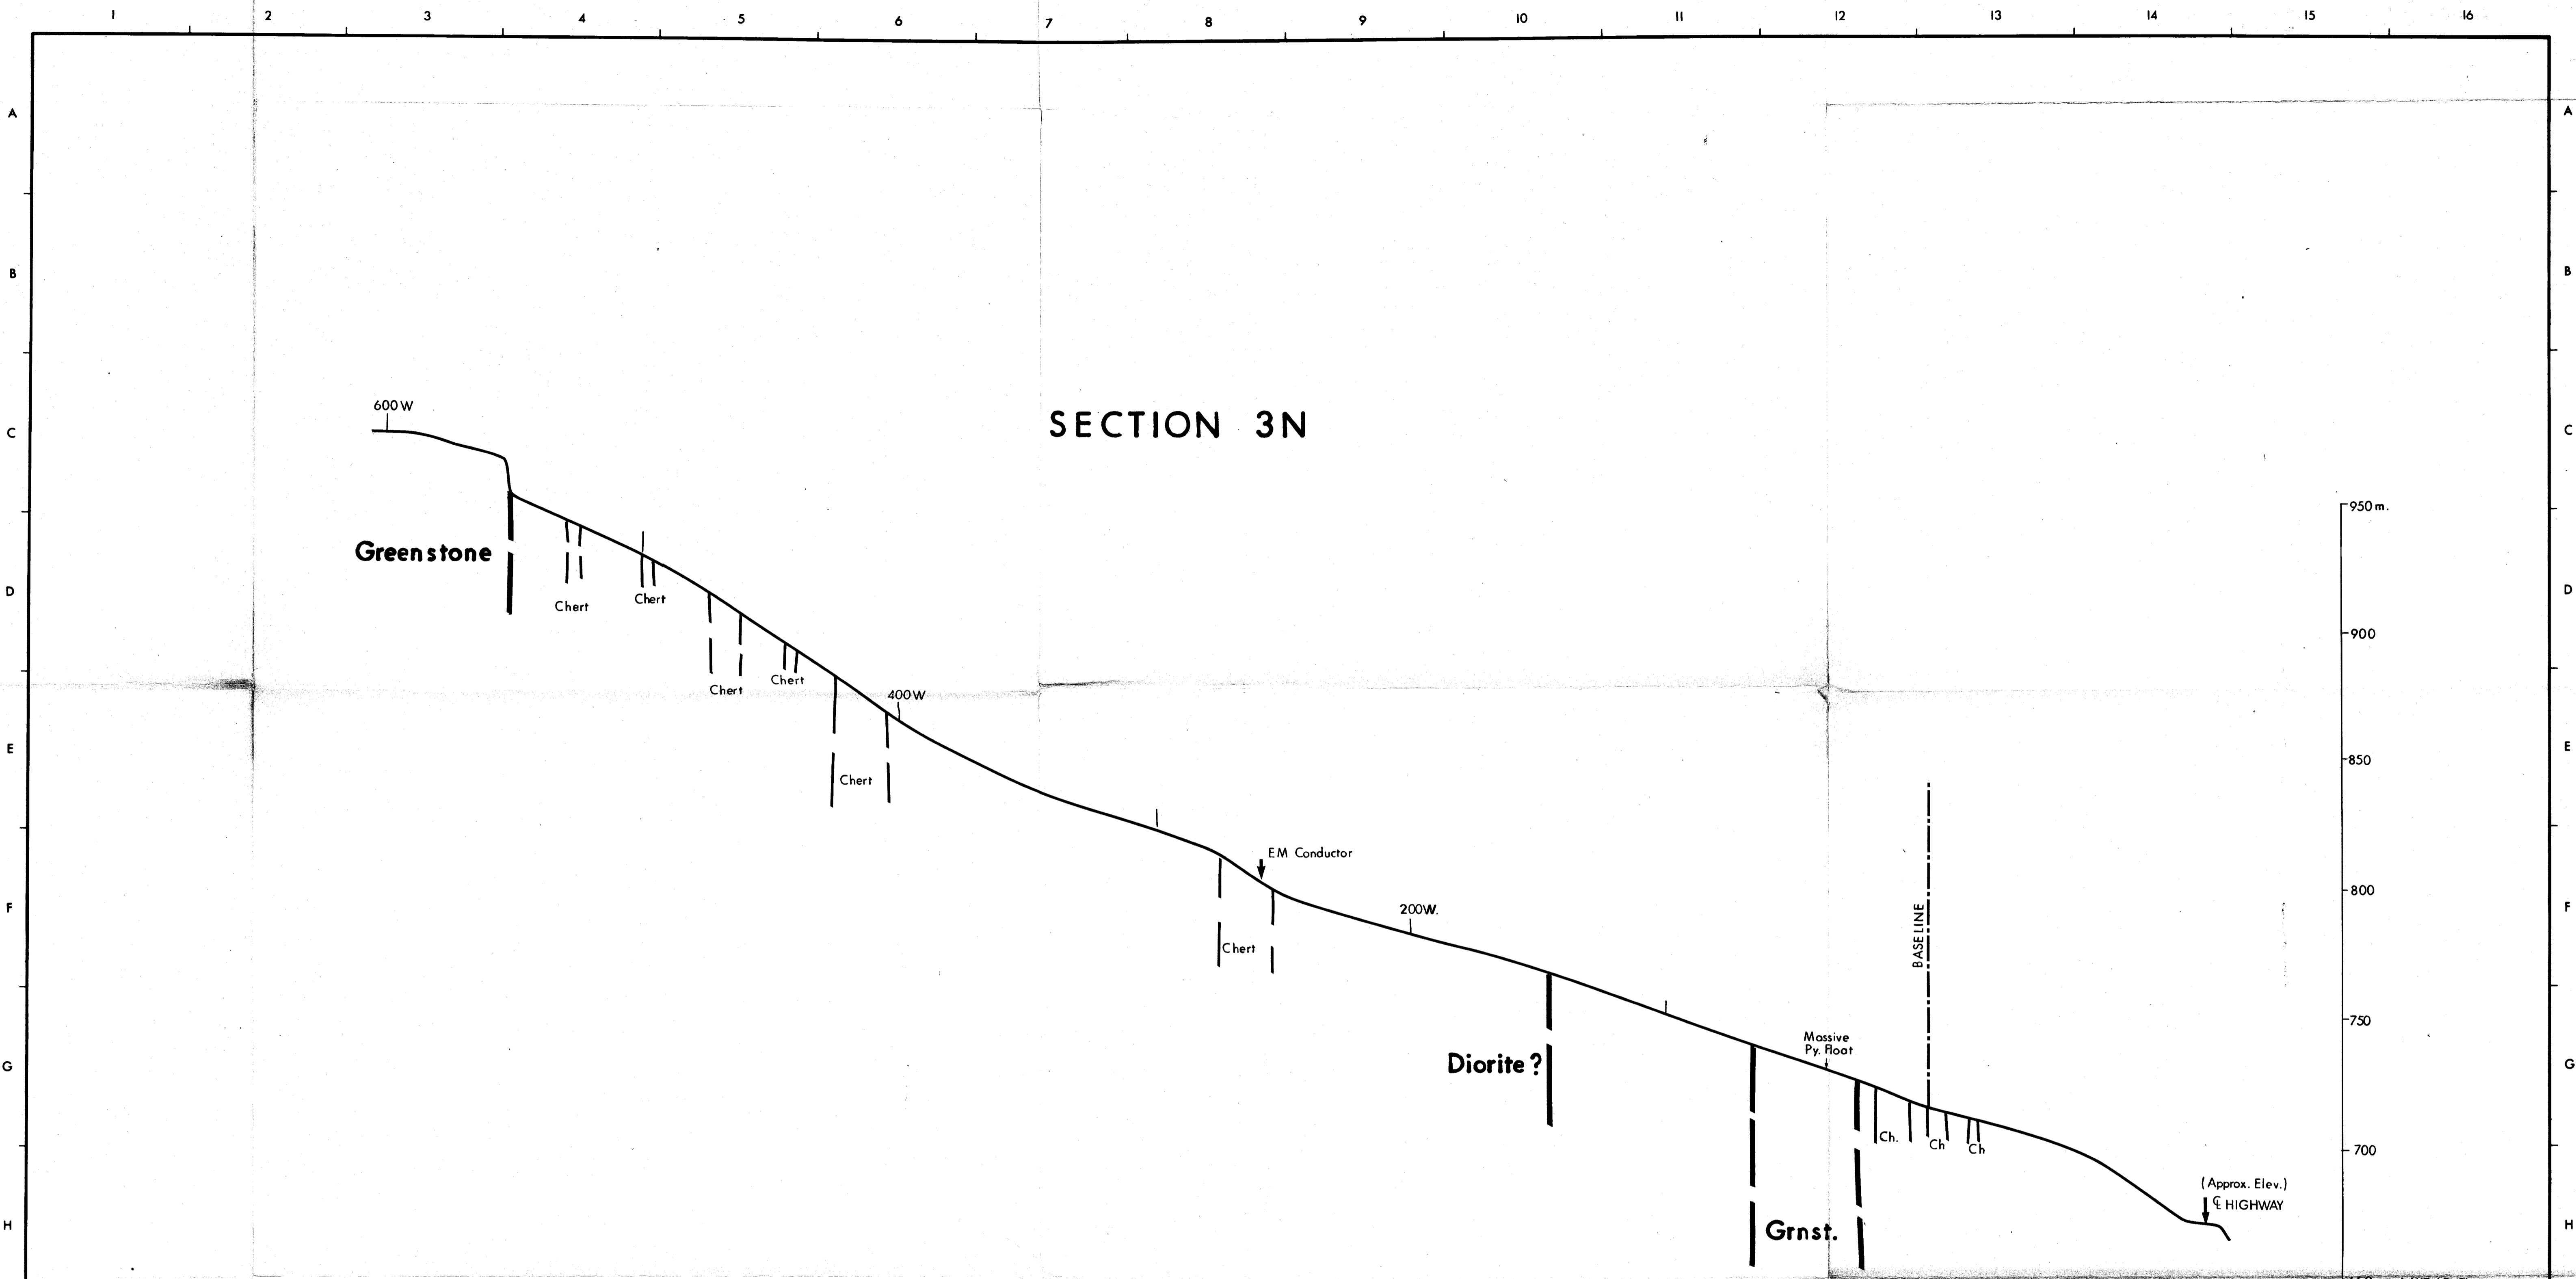 1 2 3 4 5 6 7 8 9 10 11 12 13 14 15 16
A A
B B
600W
SECTION 3N
C C
950 m.
Greenstone
Chert
Chert
D D
900
Chert
Chert
400W
E E
Chert
850
EM Conductor
800
200W.
F F
BASELINE
Chert
750
Massive
Py. Float
Diorite ?
G G
Ch.
Ch
Ch
700
(Approx. Elev.)
℄ HIGHWAY
H H
Grnst.